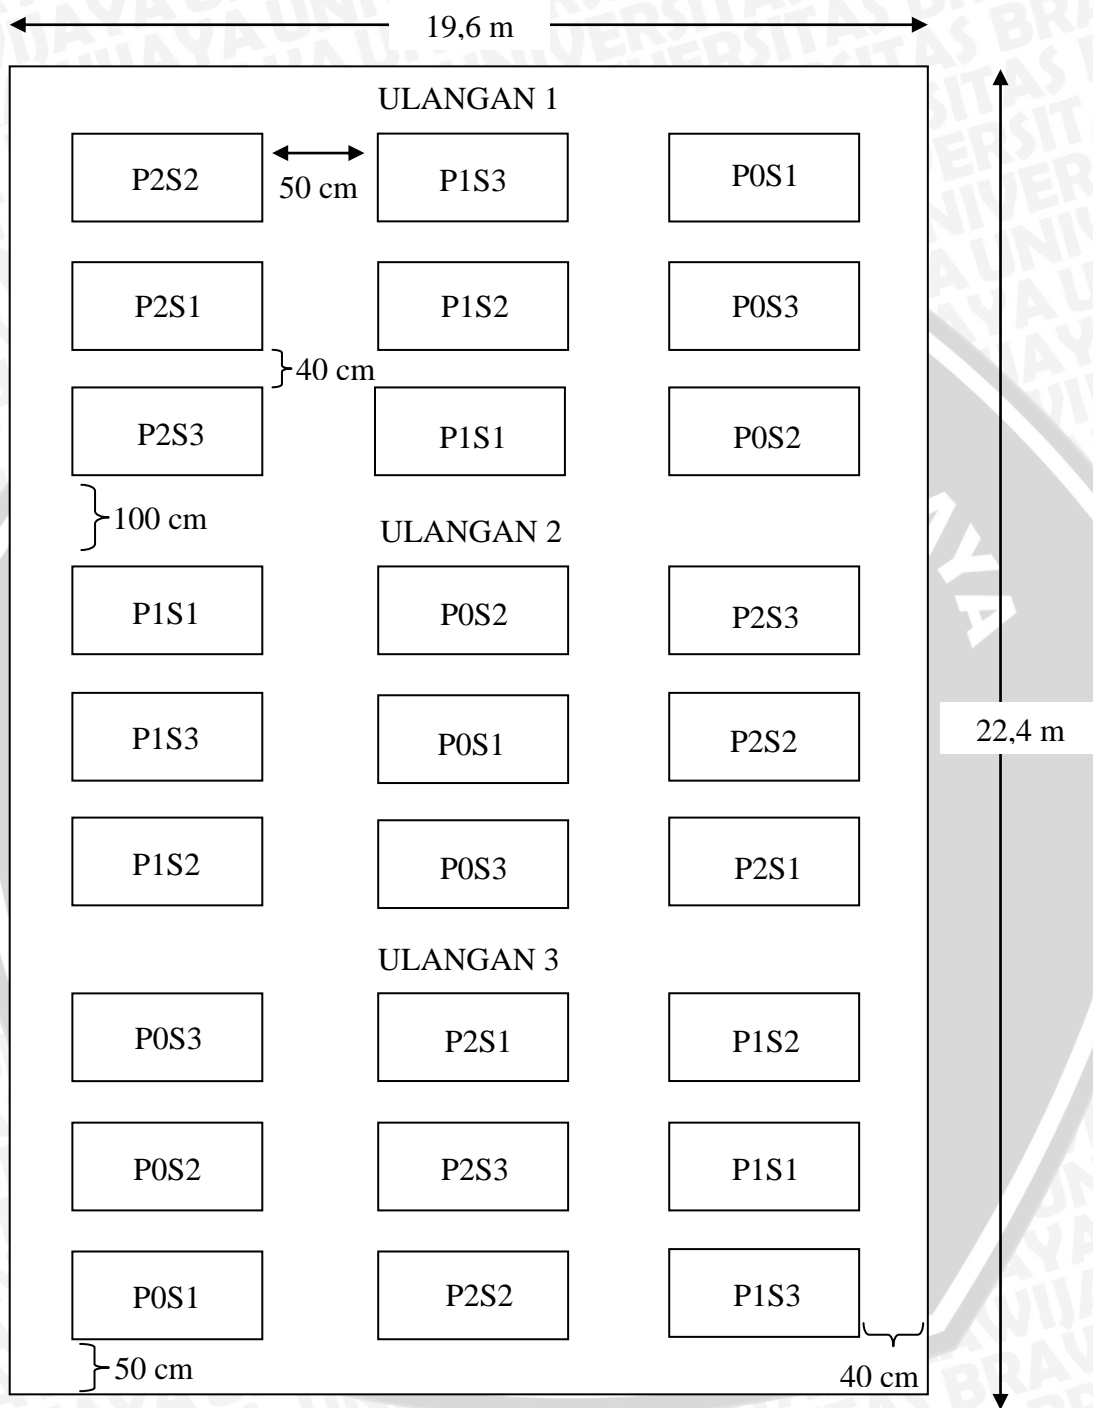 19,6 m
ULANGAN 1
P2S2
50 cm
P1S3
P0S1
P2S1
P1S2
P0S3
40 cm
P2S3
P1S1
P0S2
100 cm
ULANGAN 2
P1S1
P0S2
P2S3
P1S3
P0S1
P2S2
22,4 m
P1S2
P0S3
P2S1
ULANGAN 3
P0S3
P2S1
P1S2
P0S2
P2S3
P1S1
P0S1
P2S2
P1S3
50 cm
40 cm